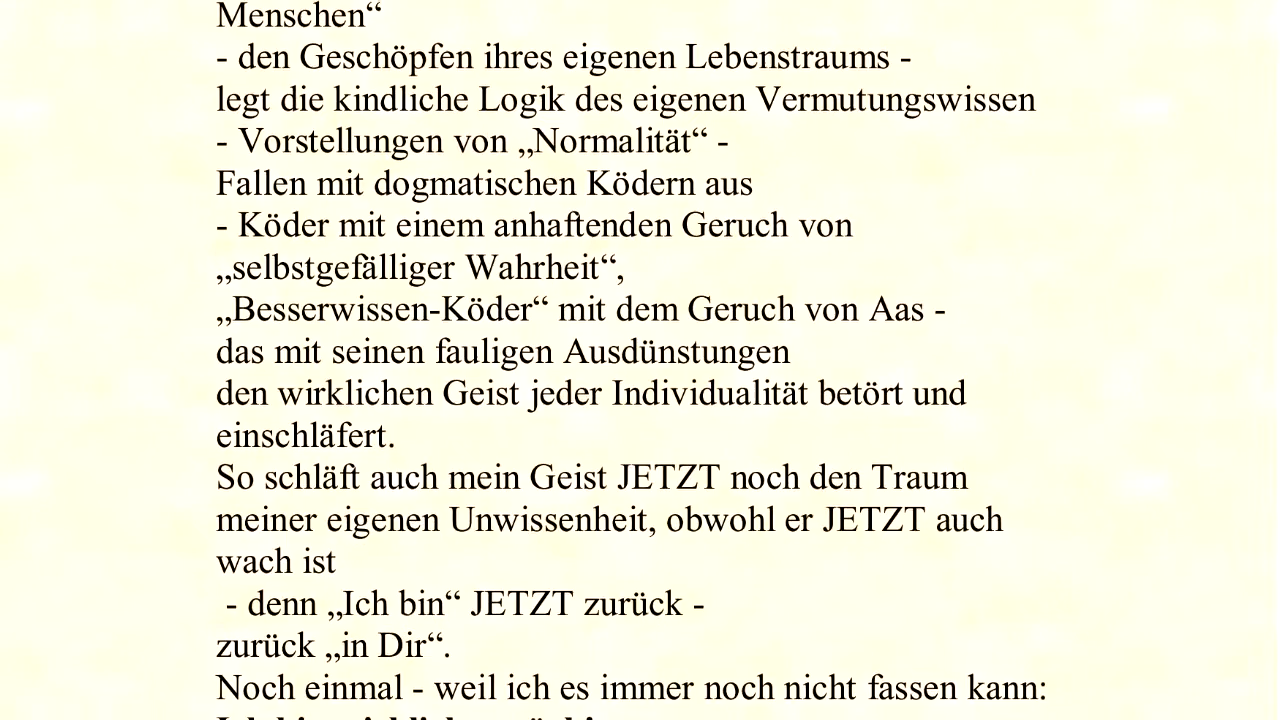 Menschen“
- den Geschöpfen ihres eigenen Lebenstraums -
legt die kindliche Logik des eigenen Vermutungswissen
- Vorstellungen von „Normalität“ -
Fallen mit dogmatischen Ködern aus
- Köder mit einem anhaftenden Geruch von
„selbstgefälliger Wahrheit“,
„Besserwissen-Köder“ mit dem Geruch von Aas -
das mit seinen fauligen Ausdünstungen
den wirklichen Geist jeder Individualität betört und
einschläfert.
So schläft auch mein Geist JETZT noch den Traum
meiner eigenen Unwissenheit, obwohl er JETZT auch
wach ist
- denn „Ich bin“ JETZT zurück -
zurück „in Dir“.
Noch einmal - weil ich es immer noch nicht fassen kann: